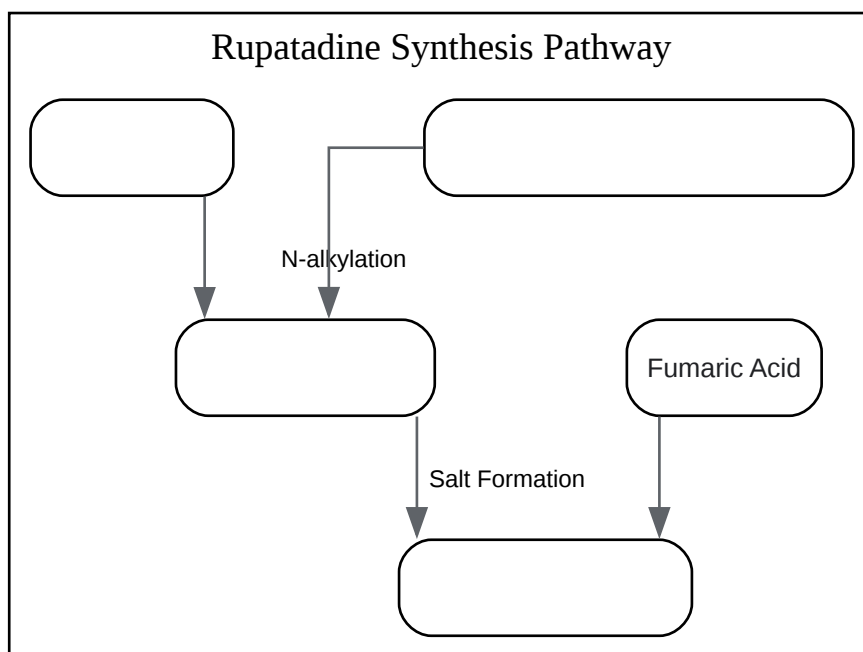 Rupatadine Synthesis Pathway
N-alkylation
Fumaric Acid
Salt Formation